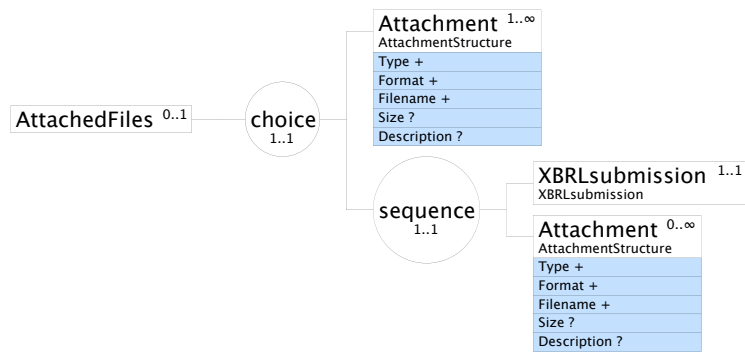 AttachedFiles 0..1
choice
1..1
Attachment 1..∞
AttachmentStructure
Type +
Format +
Filename +
Size ?
Description ?
sequence
1..1
XBRLsubmission 1..1
XBRLsubmission
Attachment 0..∞
AttachmentStructure
Type +
Format +
Filename +
Size ?
Description ?